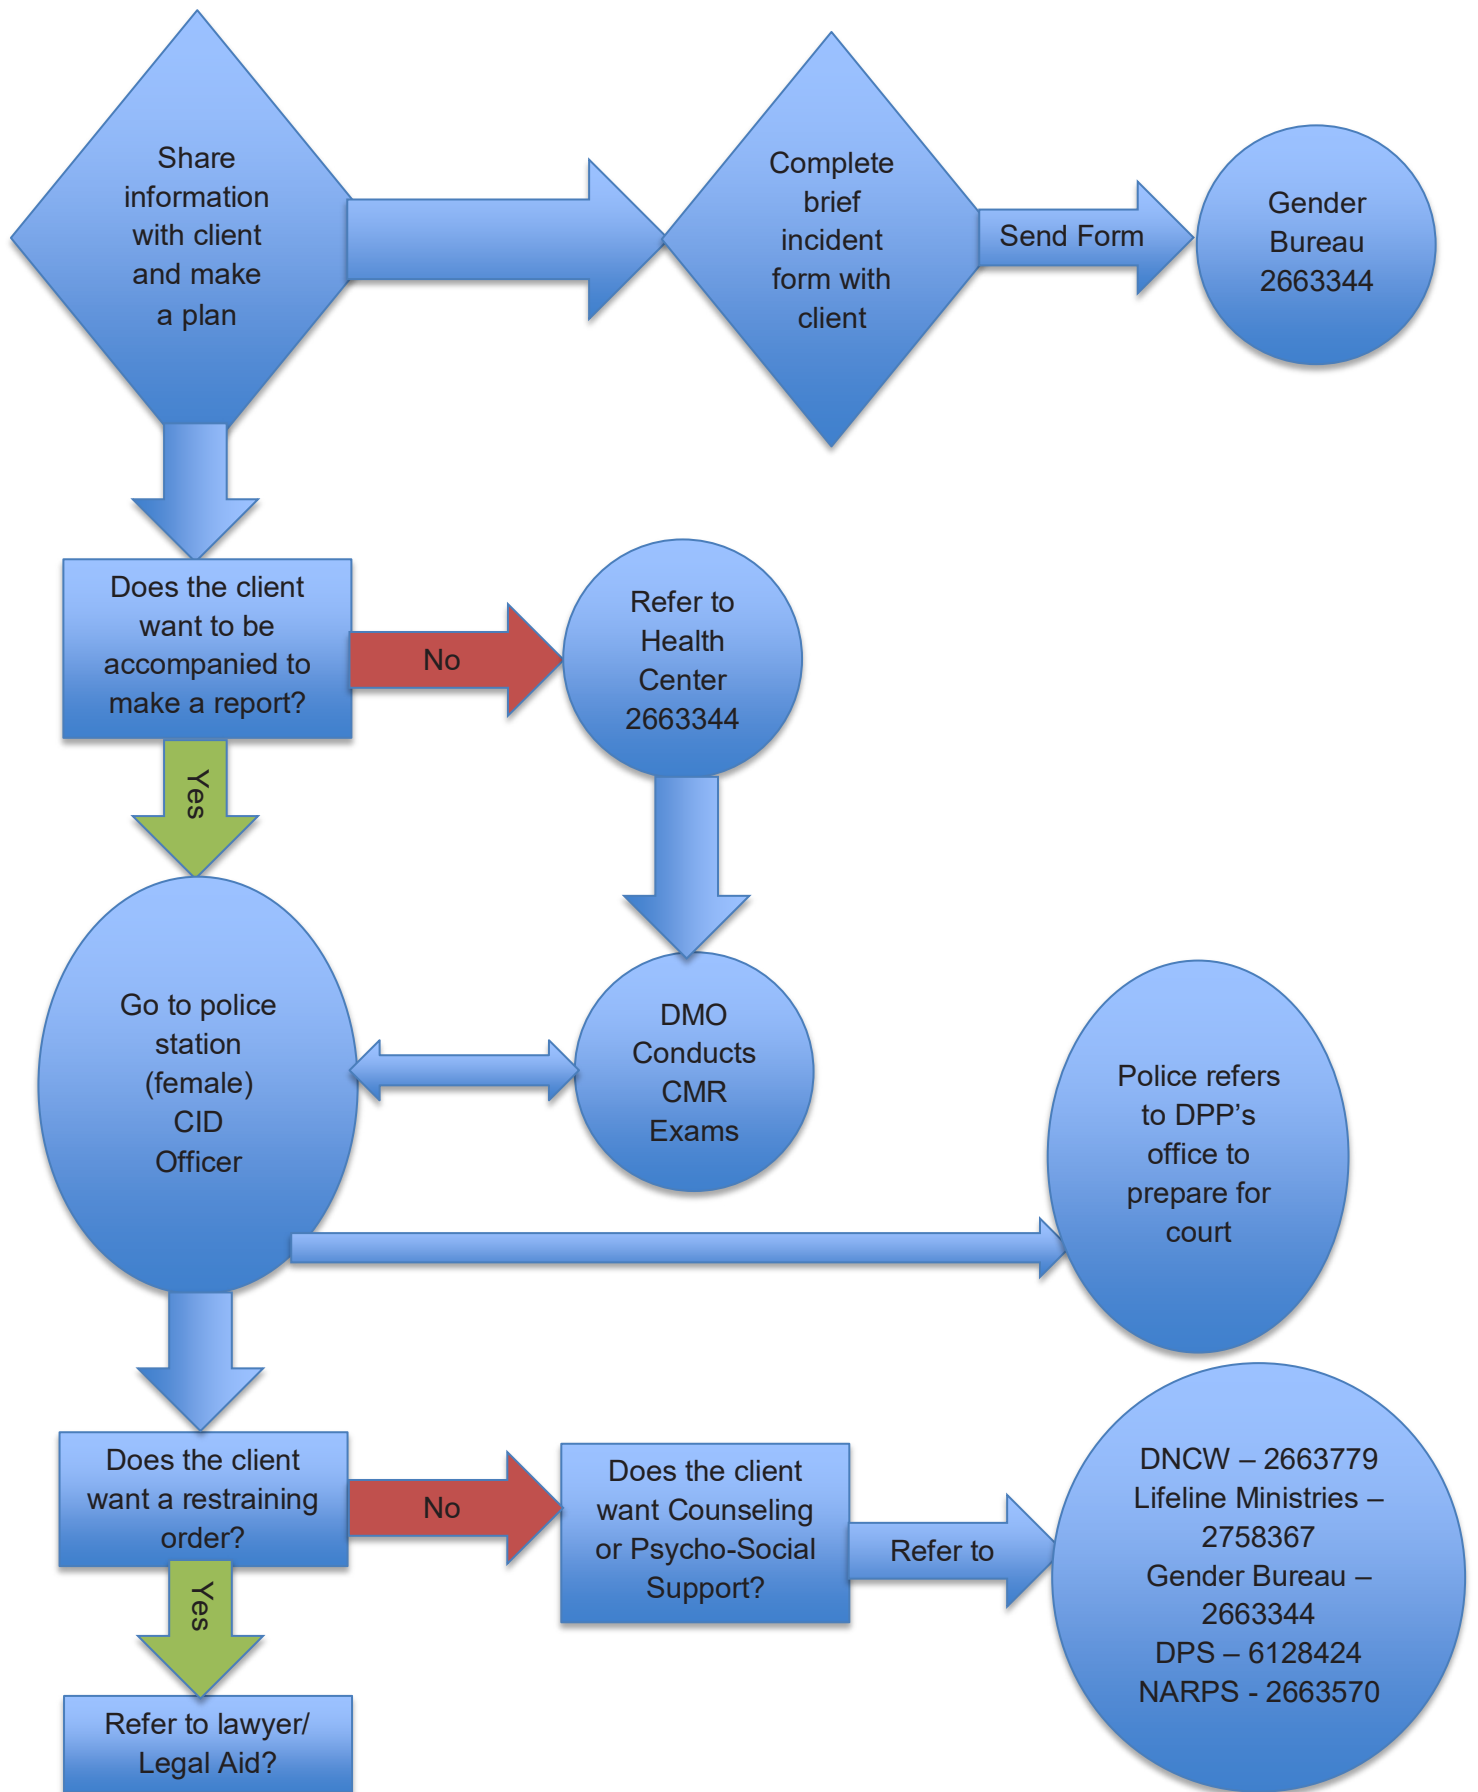 Share
information
with client
and make
a plan
Complete
brief
incident
form with
client
Send Form
Gender
Bureau
2663344
Does the client
want to be
accompanied to
make a report?
No
Refer to
Health
Center
2663344
Yes
Go to police
station
(female)
CID
Officer
DMO
Conducts
CMR
Exams
Police refers
to DPP’s
office to
prepare for
court
Does the client
want a restraining
order?
No
Does the client
want Counseling
or Psycho-Social
Support?
Refer to
DNCW – 2663779
Lifeline Ministries –
2758367
Gender Bureau –
2663344
DPS – 6128424
NARPS - 2663570
Yes
Refer to lawyer/
Legal Aid?